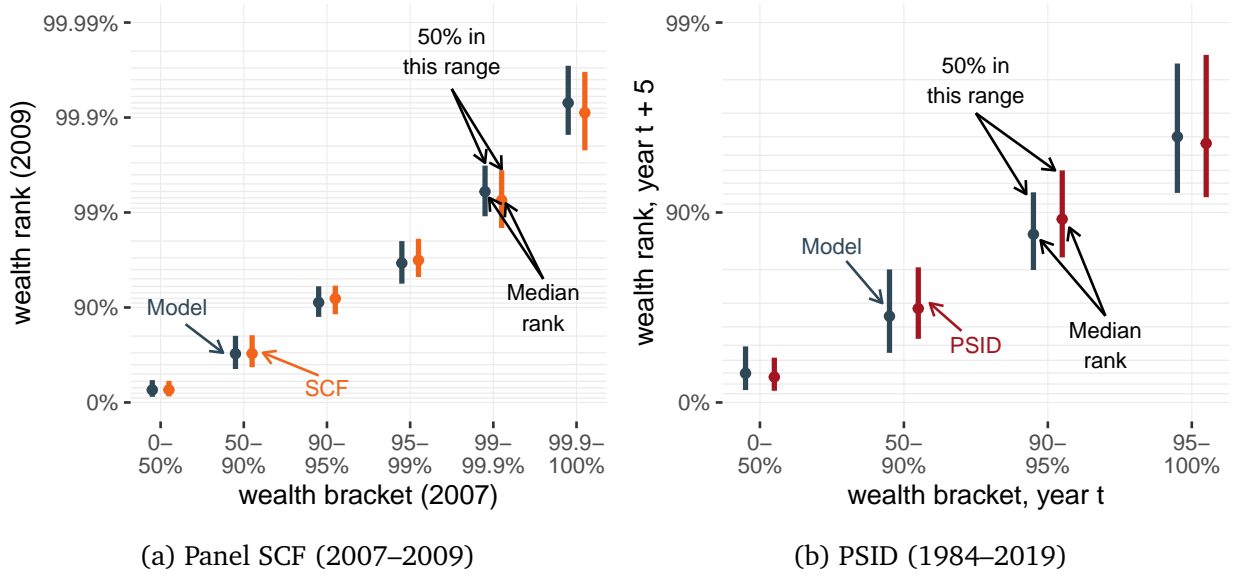 99.99%
99.9%
99%
90%
0%
wealth rank (2009)
50% in
this range
Model
SCF
Median
rank
0–
50%
50–
90%
90–
95%
95–
99%
99–
99.9%
99.9–
100%
wealth bracket (2007)
(a) Panel SCF (2007–2009)
99%
90%
0%
wealth rank, year t + 5
50% in
this range
Model
PSID
Median
rank
0–
50%
50–
90%
90–
95%
95–
100%
wealth bracket, year t
(b) PSID (1984–2019)